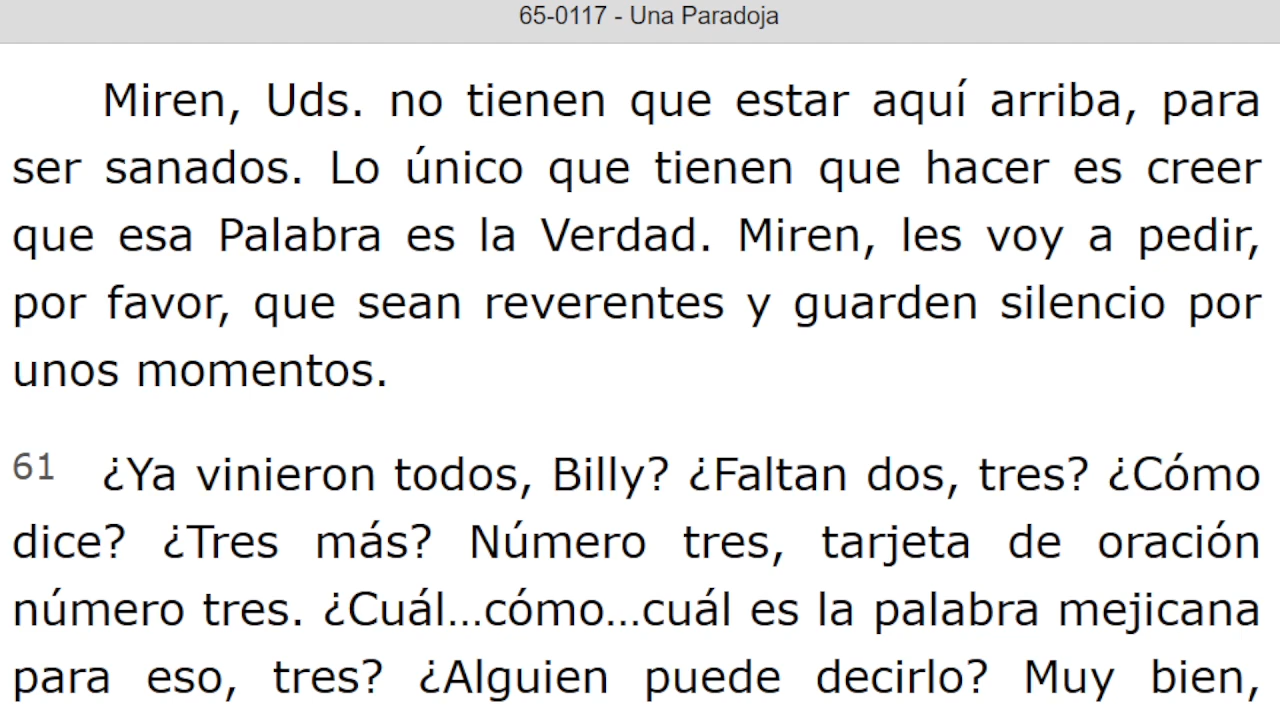 65-0117 - Una Paradoja
Miren, Uds. no tienen que estar aquí arriba, para
ser sanados. Lo único que tienen que hacer es creer
que esa Palabra es la Verdad. Miren, les voy a pedir,
por favor, que sean reverentes y guarden silencio por
unos momentos.
61 ¿Ya vinieron todos, Billy? ¿Faltan dos, tres? ¿Cómo
dice? ¿Tres más? Número tres, tarjeta de oración
número tres. ¿Cuál...cómo...cuál es la palabra mejicana
para eso, tres? ¿Alguien puede decirlo? Muy bien,